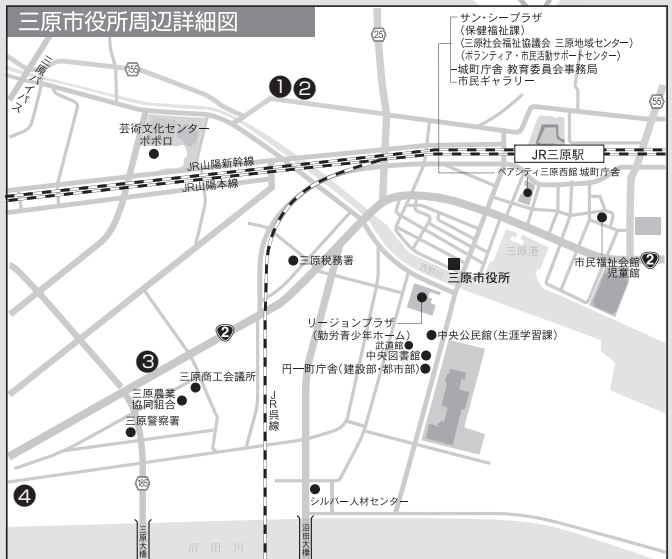 三原市役所周辺詳細図
サン・シープラザ
(保健福祉課)
(三原社会福祉協議会 三原地域センター)
(ボランティア・市民活動サポートセンター)
城町庁舎 教育委員会事務局
市民ギャラリー
25
155
55
三原バイパス
❶❷
芸術文化センター
ポポロ
JR山陽新幹線
JR山陽本線
JR三原駅
ペアシティ三原西館 城町庁舎
三原港
西野川
三原税務署
三原市役所
市民福祉会館
児童館
2
リージョンプラザ
(勤労青少年ホーム)
中央公民館(生涯学習課)
武道館
中央図書館
円一町庁舎(建設部・都市部)
2
❸
三原商工会議所
三原農業
協同組合
三原警察署
JR呉線
185
❹
シルバー人材センター
三原大橋
沼田川
沼田大橋